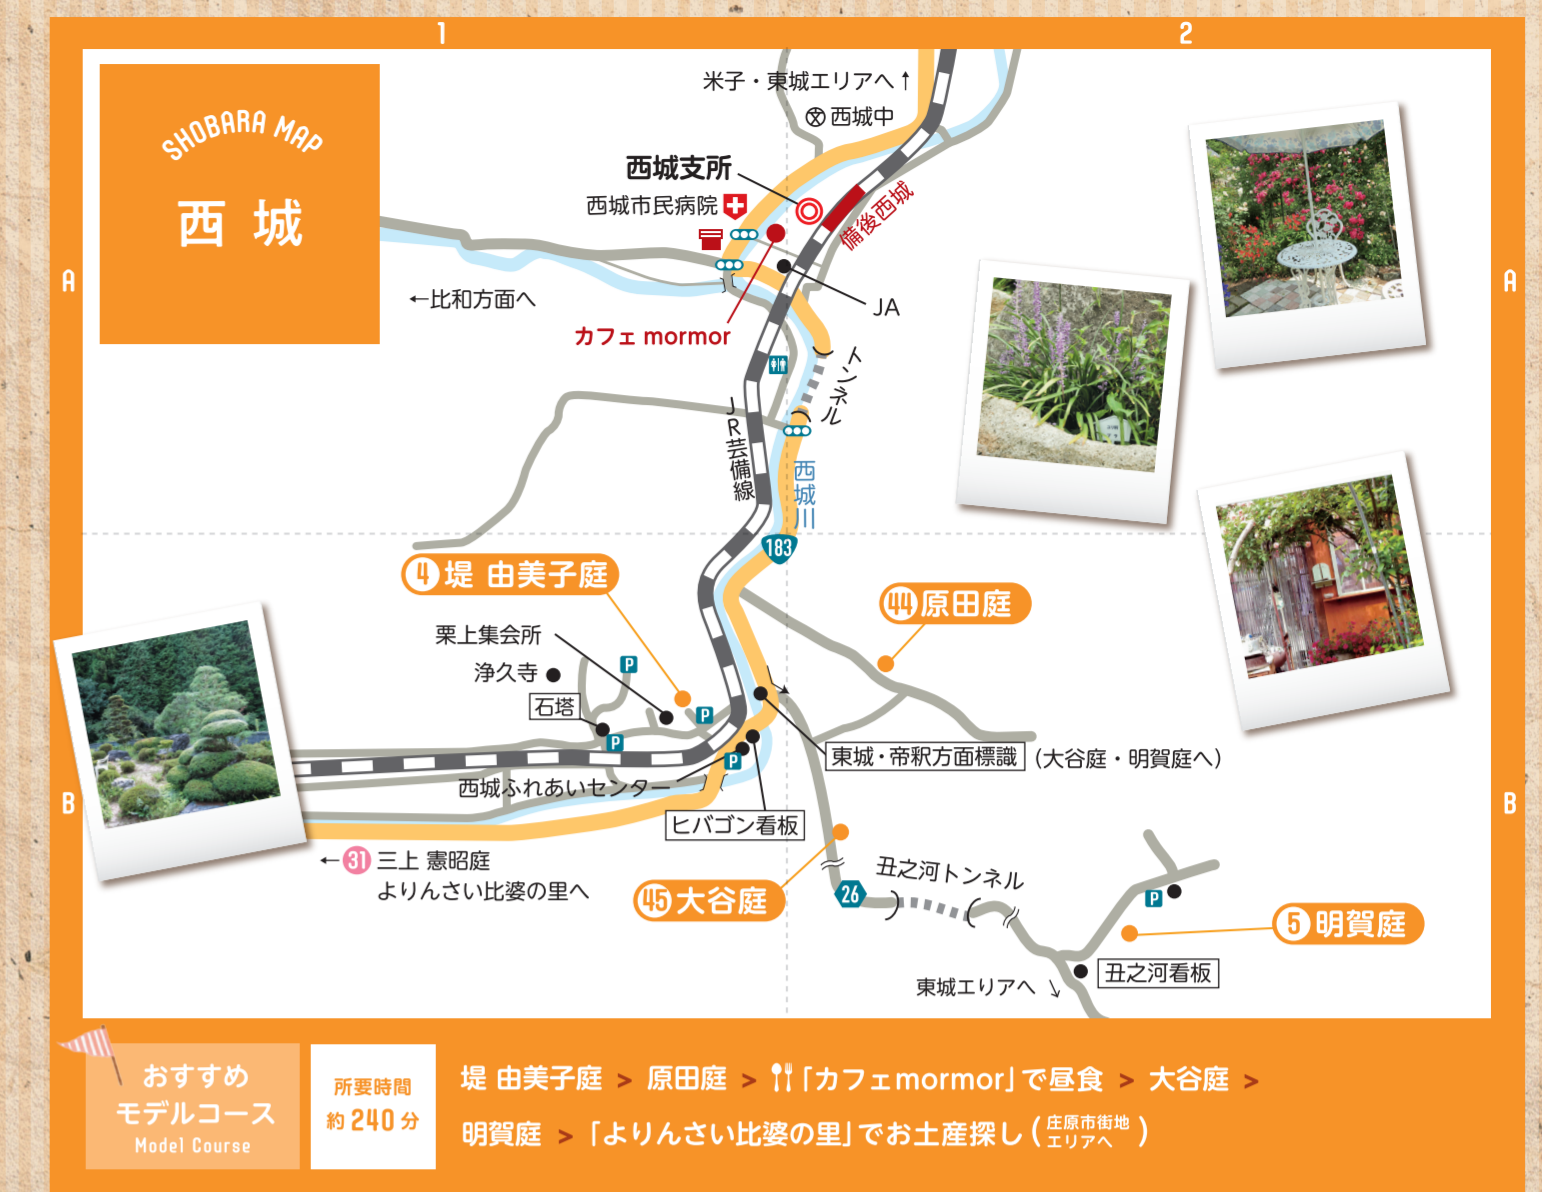 1
2
A
A
B
B
SHOBARA MAP
西城
米子・東城エリアへ↑
文 西城中
西城支所
西城市民病院
備後西城
←比和方面へ
JA
カフェ mormor
トンネル
JR芸備線
西城川
183
4 堤 由美子庭
44 原田庭
栗上集会所
浄久寺
P
石塔
P
P
P
東城・帝釈方面標識 (大谷庭・明賀庭へ)
西城ふれあいセンター
ヒバゴン看板
←31 三上 憲昭庭
よりんさい比婆の里へ
45 大谷庭
26
丑之河トンネル
P
5 明賀庭
丑之河看板
東城エリアへ↘
おすすめ
モデルコース
Model Course
所要時間
約240分
堤 由美子庭 > 原田庭 > 「カフェmormor」で昼食 > 大谷庭 >
明賀庭 > 「よりんさい比婆の里」でお土産探し (庄原市街地エリアへ)